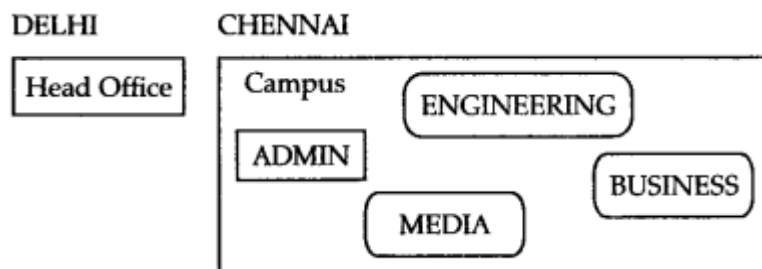 DELHI CHENNAI
Head Office Campus ENGINEERING
ADMIN
BUSINESS
MEDIA